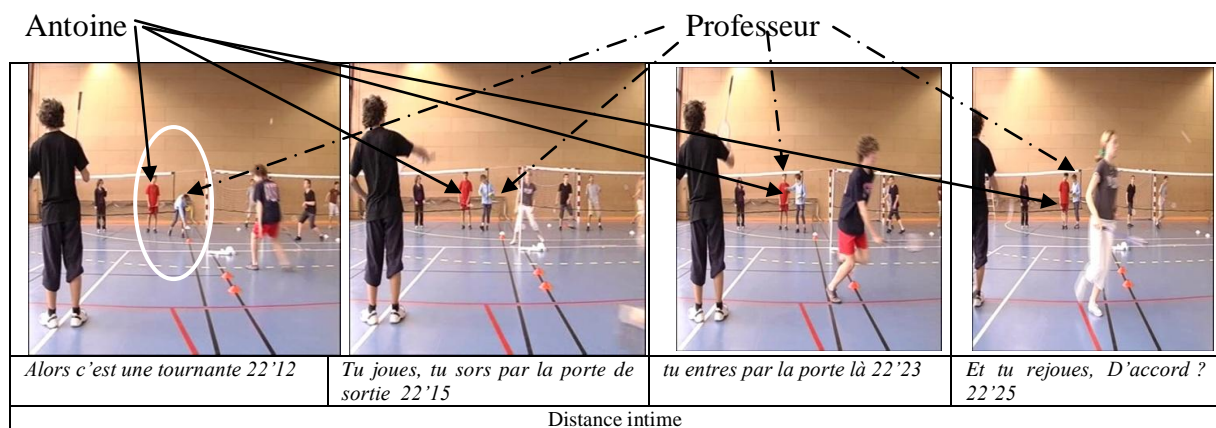 Antoine Professeur
Alors c'est une tournante 22'12
Tu joues, tu sors par la porte de
sortie 22'15
tu entres par la porte là 22'23
Et tu rejoues, D'accord ?
22'25
Distance intime